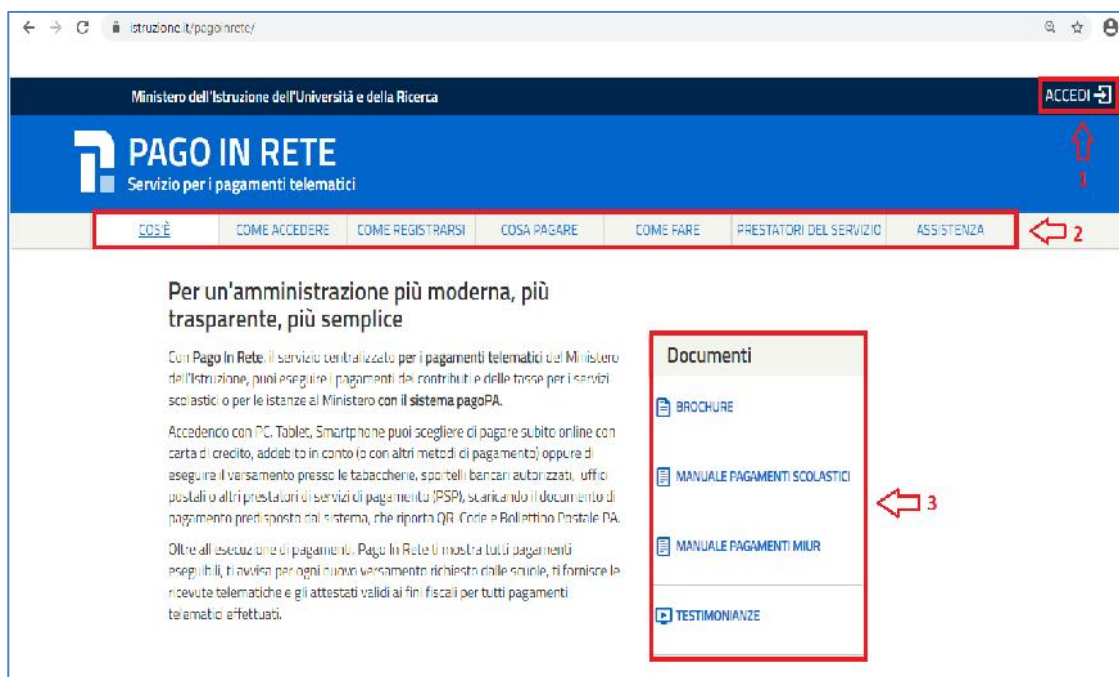 istruzione.it/pagoinrete/
Ministero dell'Istruzione dell'Università e della Ricerca
ACCEDI
PAGO IN RETE
Servizio per i pagamenti telematici
1
COS'È COME ACCEDERE COME REGISTRARSI COSA PAGARE COME FARE PRESTATORI DEL SERVIZIO ASSISTENZA
2
Per un'amministrazione più moderna, più
trasparente, più semplice
Con Pago In Rete, il servizio centralizzato per i pagamenti telematici del Ministero
dell'Istruzione, puoi eseguire i pagamenti dei contributi e delle tasse per i servizi
scolastici o per le istanze al Ministero con il sistema pagoPA.
Accedendo con PC, Tablet, Smartphone puoi scegliere di pagare subito online con
carta di credito, addebito in conto (o con altri metodi di pagamento) oppure di
eseguire il versamento presso le tabaccherie, sportelli bancari autorizzati, uffici
postali o altri prestatori di servizi di pagamento (PSP), scaricando il documento di
pagamento predisposto dal sistema, che riporta QR-Code e Bollettino Postale PA.
Oltre all'esecuzione di pagamenti, Pago In Rete ti mostra tutti pagamenti
eseguibili, ti avvisa per ogni nuovo versamento richiesto dalle scuole, ti fornisce le
ricevute telematiche e gli attestati validi ai fini fiscali per tutti pagamenti
telematici effettuati.
Documenti
BROCHURE
MANUALE PAGAMENTI SCOLASTICI
3
MANUALE PAGAMENTI MIUR
TESTIMONIANZE